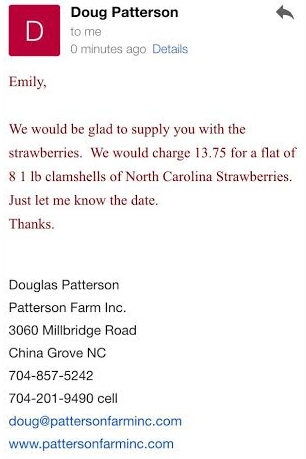 D
Doug Patterson
to me
0 minutes ago Details
Emily,
We would be glad to supply you with the
strawberries. We would charge 13.75 for a flat of
8 1 lb clamshells of North Carolina Strawberries.
Just let me know the date.
Thanks.
Douglas Patterson
Patterson Farm Inc.
3060 Millbridge Road
China Grove NC
704-857-5242
704-201-9490 cell
doug@pattersonfarminc.com
www.pattersonfarminc.com